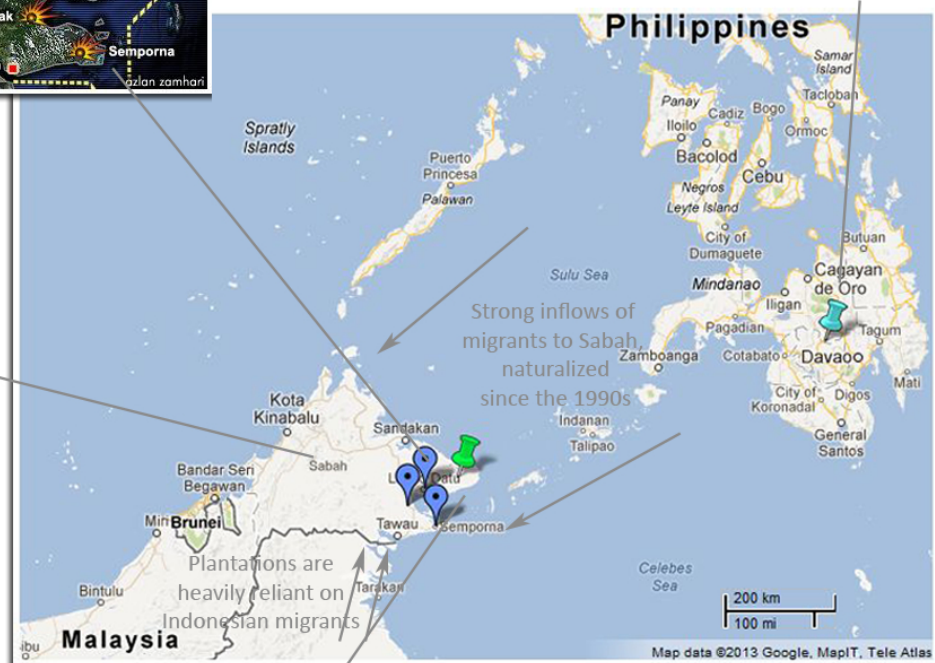 ak
Semporna
azlan zamhari
Philippines
Samar
Island
Tacloban
Panay
Cadiz
Bogo
Iloilo
Ormoc
Bacolod
Cebu
Negros
Leyte Island
City of
Dumaguete
Spratly
Islands
Puerto
Princesa
Palawan
Sulu Sea
Butuan
Cagayan
de Oro
Mindanao
Iligan
Pagadian
Tagum
Zamboanga
Cotabato
Davao
Mati
City of
Koronadal
Digos
General
Santos
Strong inflows of
migrants to Sabah,
naturalized
since the 1990s
Indanan
Talipao
Kota
Kinabalu
Sandakan
Sabah
Datu
Bandar Seri
Begawan
Brunei
Tawau
Semporna
Plantations are
heavily reliant on
Indonesian migrants
Tarakan
Bintulu
Malaysia
Celebes
Sea
200 km
100 mi
Map data ©2013 Google, MapIT, Tele Atlas